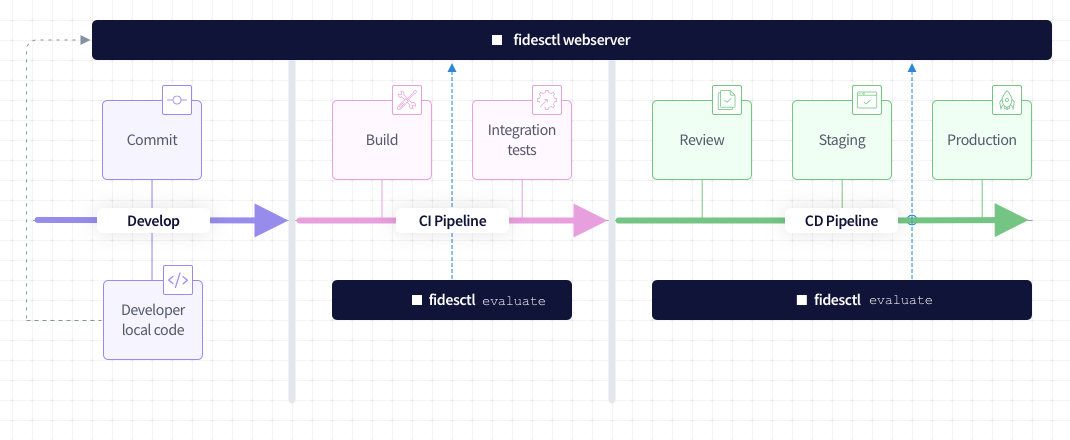 fidesctl webserver
Commit
Build
Integration
tests
Review
Staging
Production
Develop
CI Pipeline
CD Pipeline
</>
Developer
local code
fidesctl evaluate
fidesctl evaluate